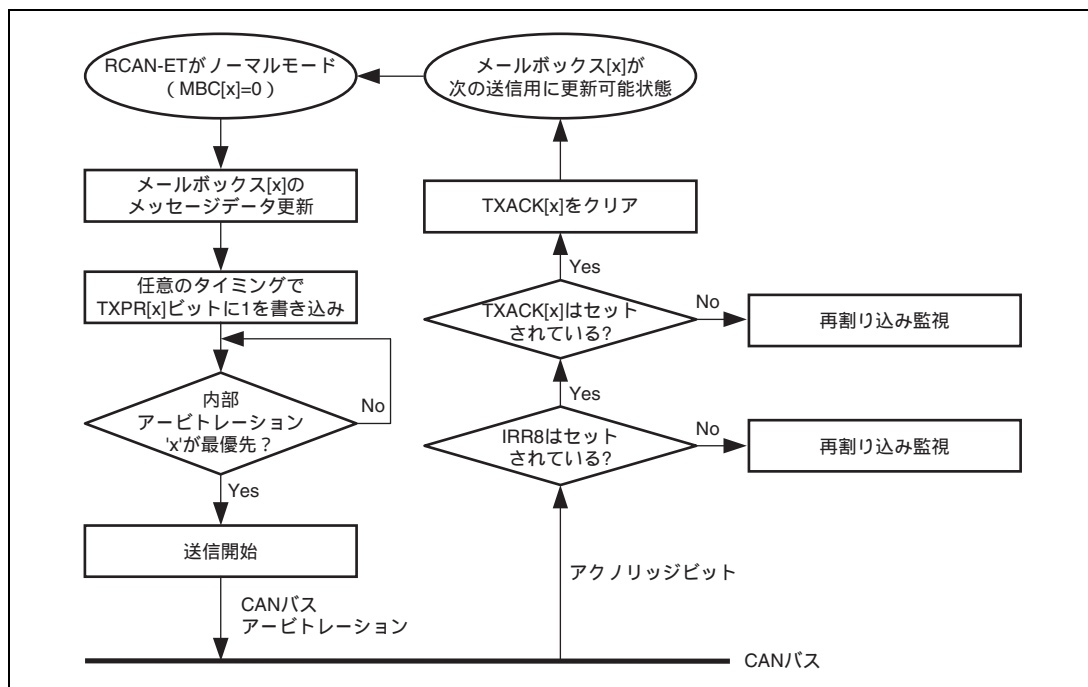 RCAN-ETがノーマルモード
（MBC[x]=0）
メールボックス[x]の
メッセージデータ更新
任意のタイミングで
TXPR[x]ビットに1を書き込み
内部
アービトレーション
'x'が最優先？
No
Yes
送信開始
CANバス
アービトレーション
メールボックス[x]が
次の送信用に更新可能状態
TXACK[x]をクリア
Yes
TXACK[x]はセット
されている?
No
再割り込み監視
Yes
IRR8はセット
されている?
No
再割り込み監視
アクノリッジビット
CANバス